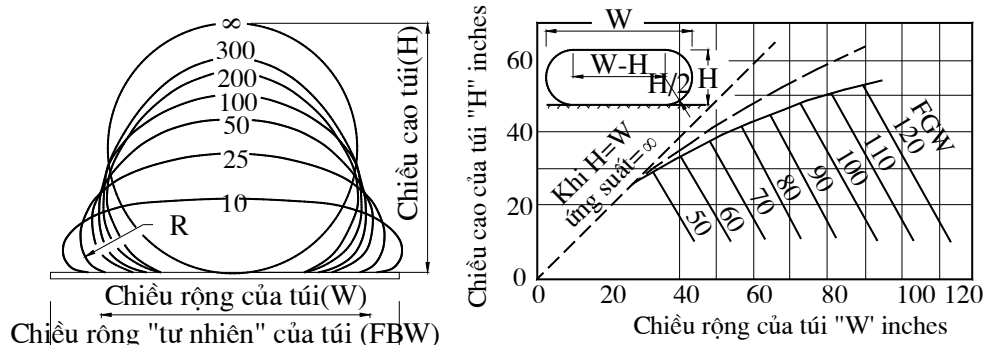 ∞
300
200
100
50
25
10
R
Chiều cao túi(H)
Chiều rộng của túi(W)
Chiều rộng "tự nhiên" của túi (FBW)
Chiều cao của túi "H" inches
60
40
20
0
W
W-H
H/2
H
Khi H=W
ứng suất=∞
50
60
70
80
90
100
110
120
FGW
0
40
60
80
100
120
Chiều rộng của túi "W' inches